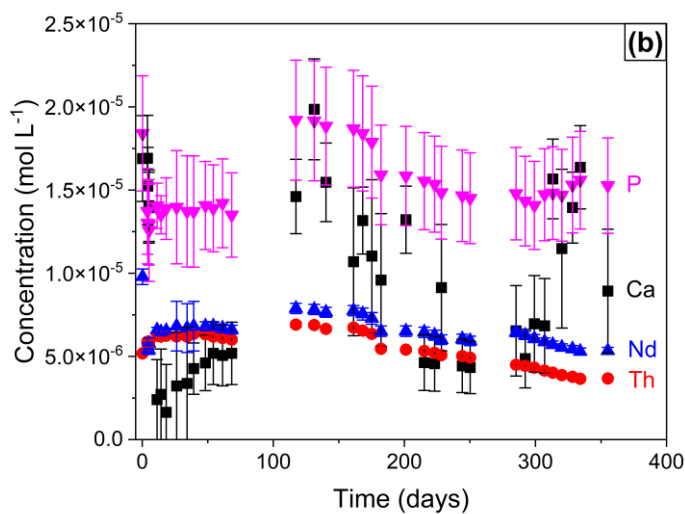 (b)
2.5×10⁻⁵
2.0×10⁻⁵
1.5×10⁻⁵
1.0×10⁻⁵
5.0×10⁻⁶
0.0
Concentration (mol L⁻¹)
P
Ca
Nd
Th
0 100 200 300 400
Time (days)